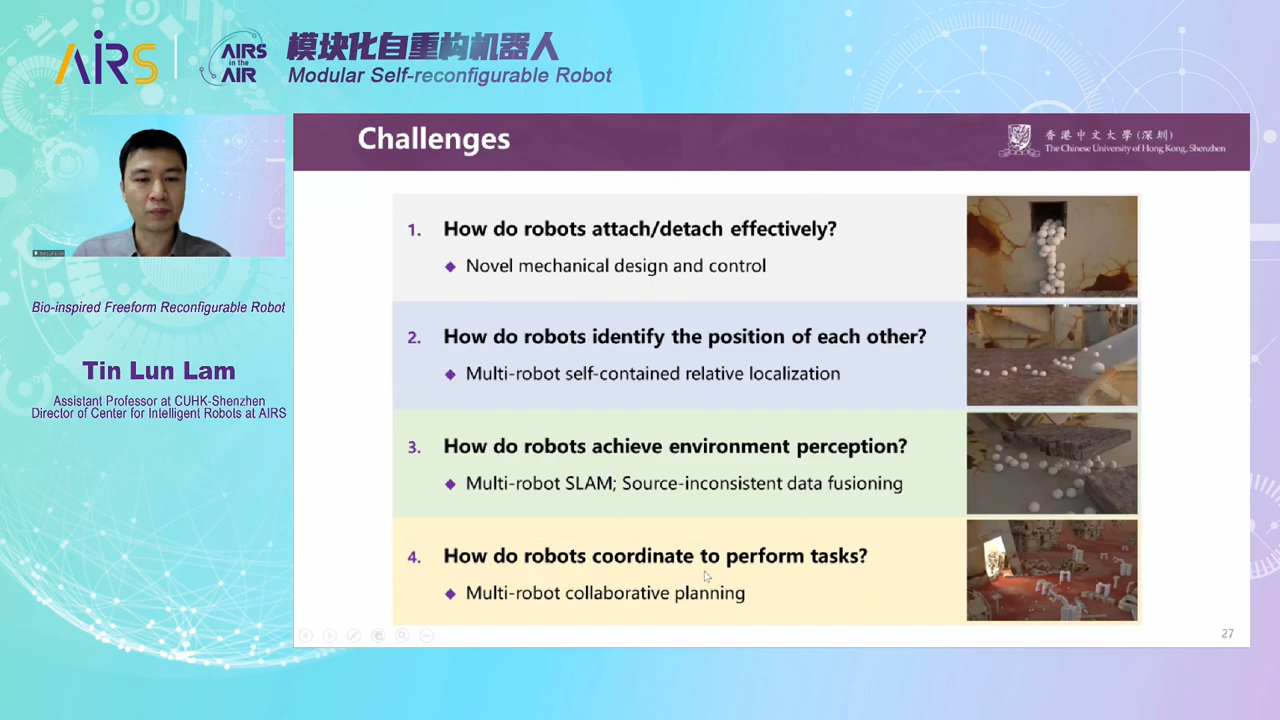 AIRS
AIRS
in the
AIR
模块化自重构机器人
Modular Self-reconfigurable Robot
Challenges
香港中文大學(深圳)
The Chinese University of Hong Kong, Shenzhen
Bio-inspired Freeform Reconfigurable Robot
Tin Lun Lam
Assistant Professor at CUHK-Shenzhen
Director of Center for Intelligent Robots at AIRS
1. How do robots attach/detach effectively?
◆ Novel mechanical design and control
2. How do robots identify the position of each other?
◆ Multi-robot self-contained relative localization
3. How do robots achieve environment perception?
◆ Multi-robot SLAM; Source-inconsistent data fusioning
4. How do robots coordinate to perform tasks?
◆ Multi-robot collaborative planning
27